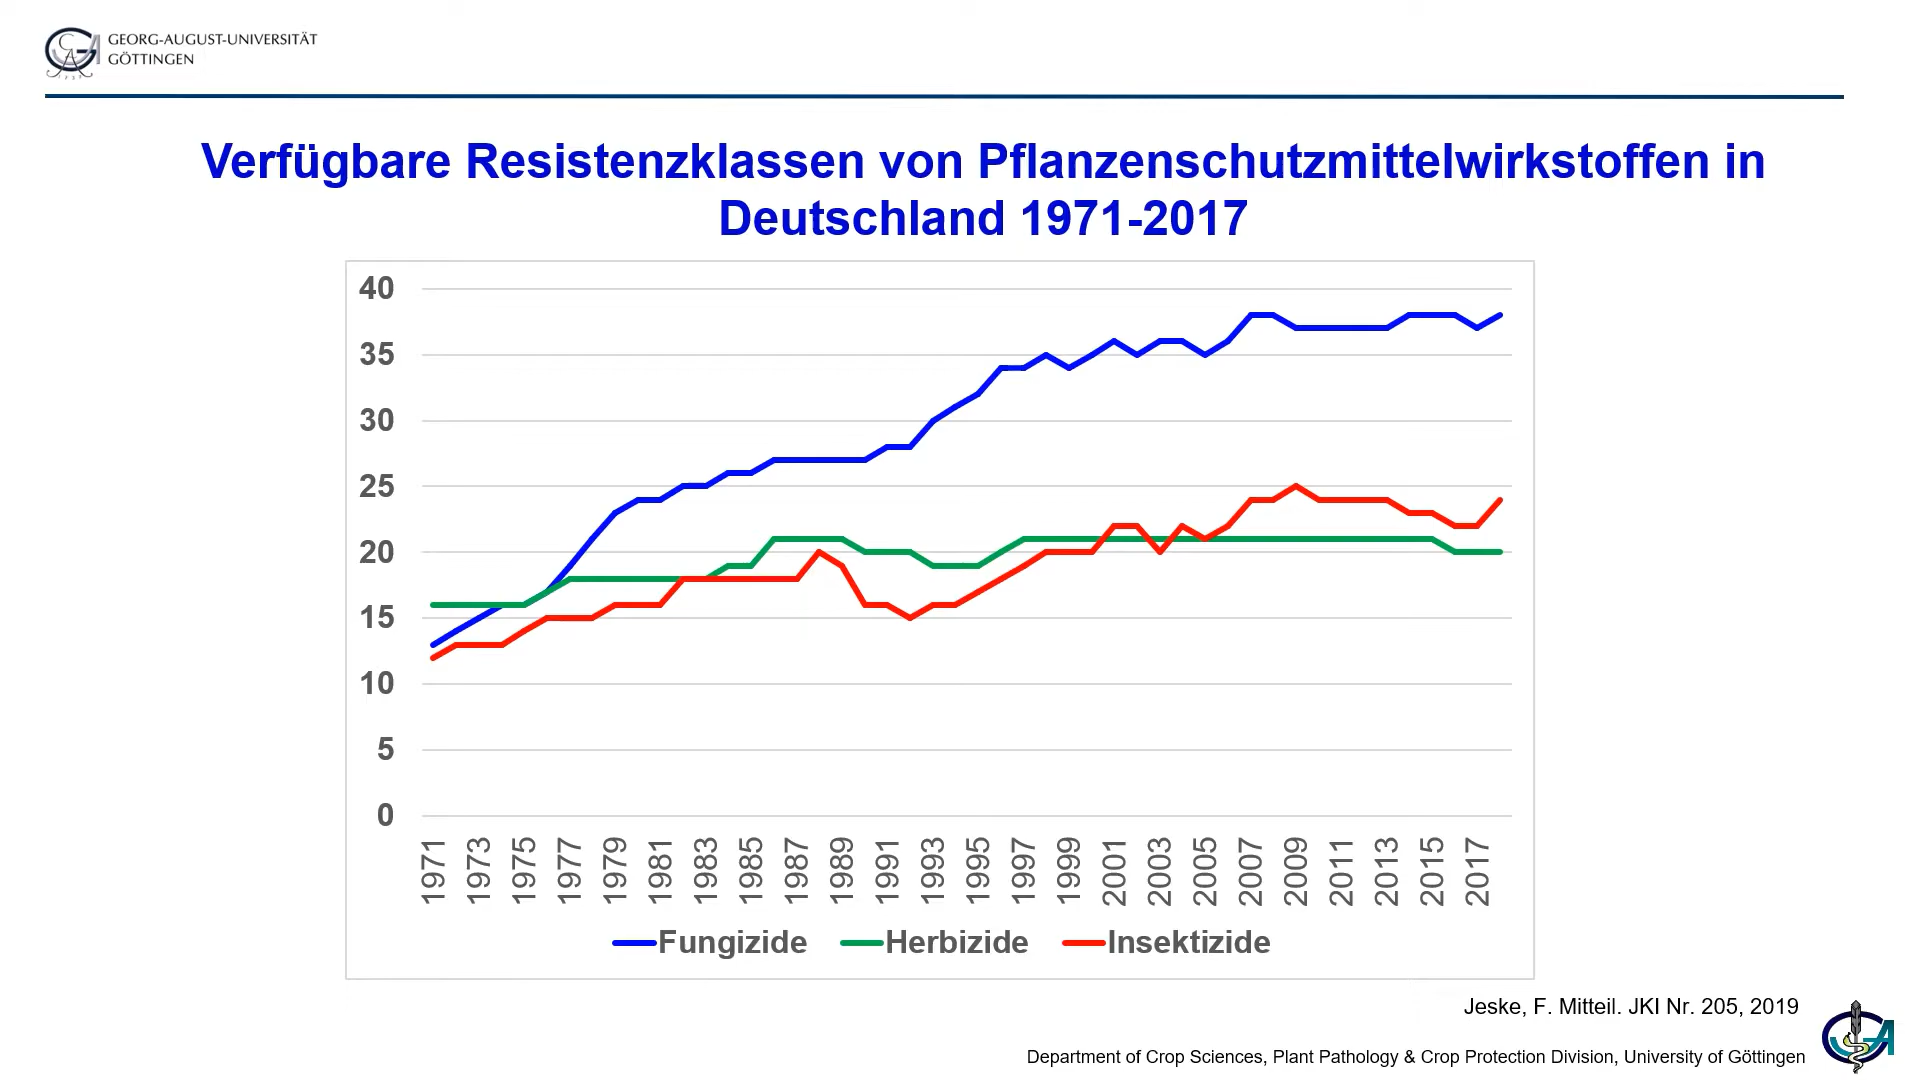 GEORG-AUGUST-UNIVERSITÄT
GÖTTINGEN
Verfügbare Resistenzklassen von Pflanzenschutzmittelwirkstoffen in
Deutschland 1971-2017
40
35
30
25
20
15
10
5
0
1971 1973 1975 1977 1979 1981 1983 1985 1987 1989 1991 1993 1995 1997 1999 2001 2003 2005 2007 2009 2011 2013 2015 2017
Fungizide Herbizide Insektizide
Jeske, F. Mitteil. JKI Nr. 205, 2019
Department of Crop Sciences, Plant Pathology & Crop Protection Division, University of Göttingen